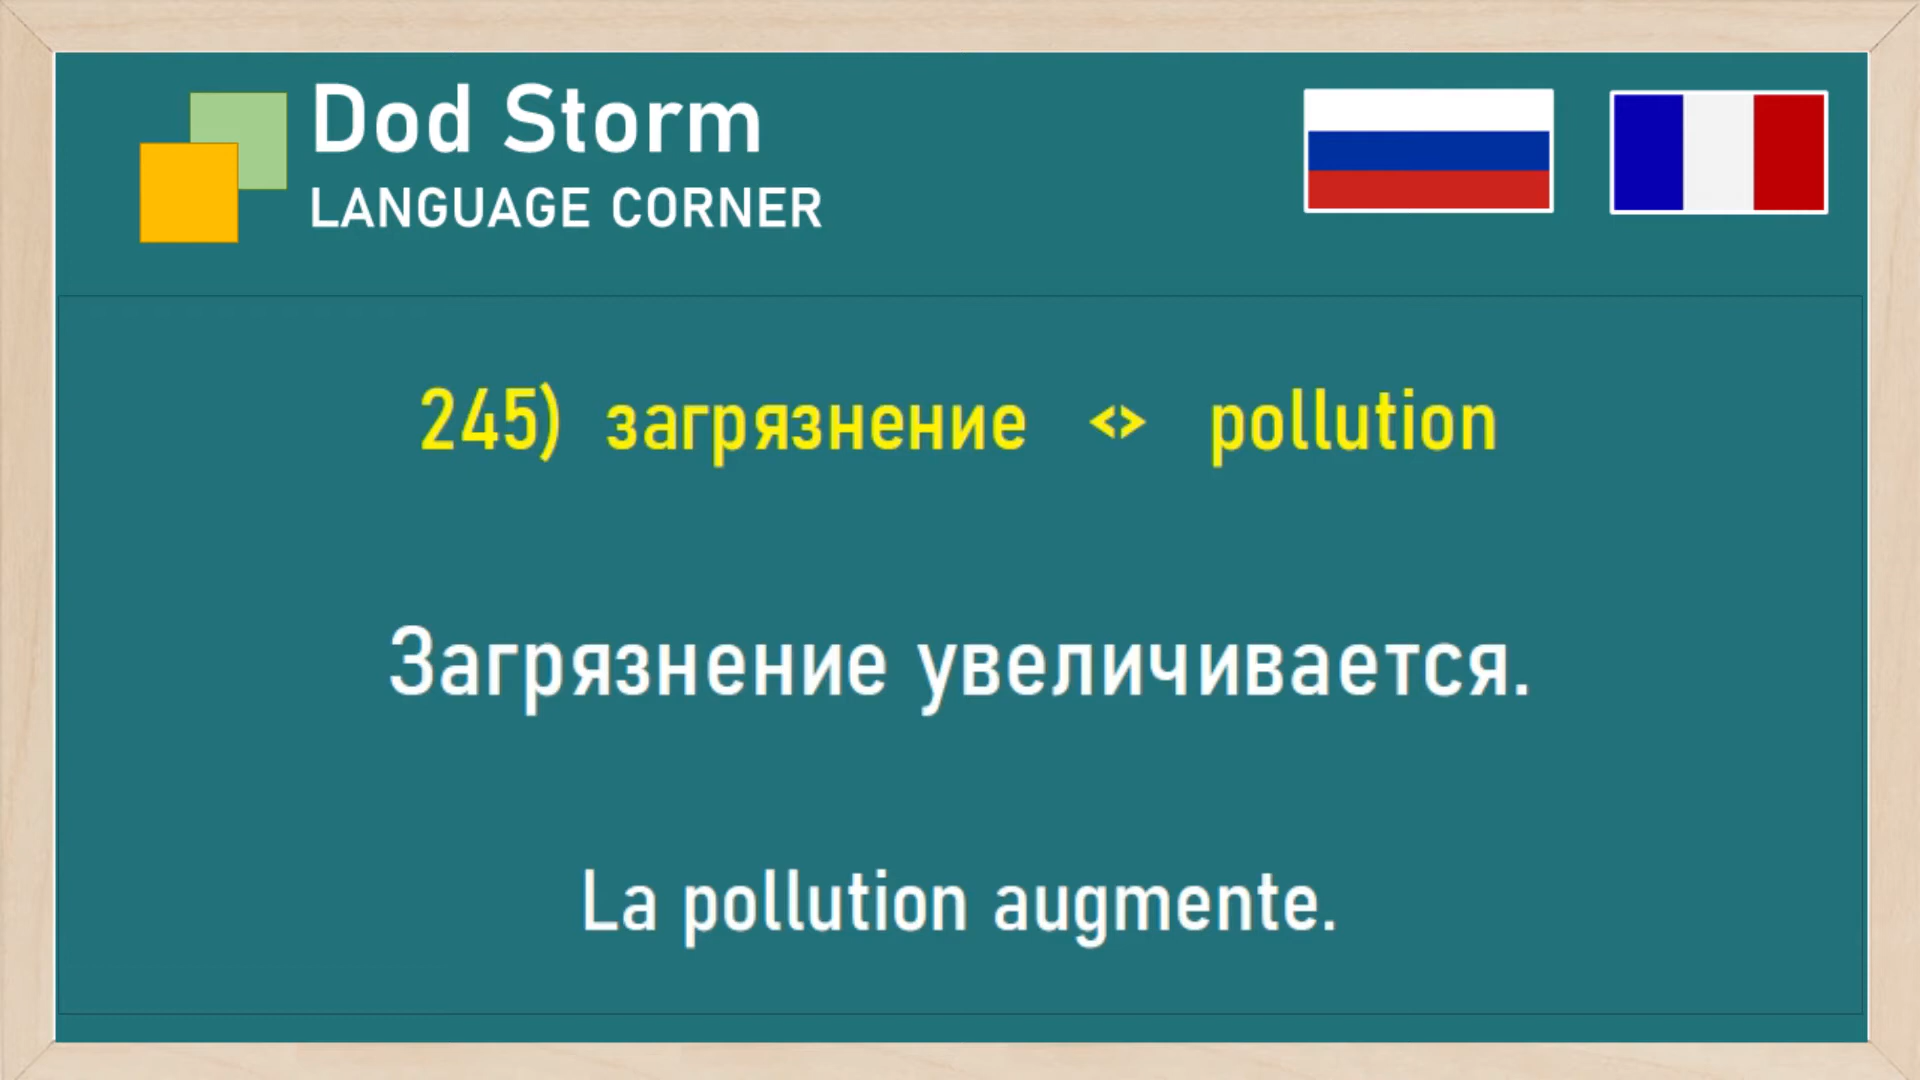 Dod Storm
LANGUAGE CORNER
245) загрязнение <> pollution
Загрязнение увеличивается.
La pollution augmente.